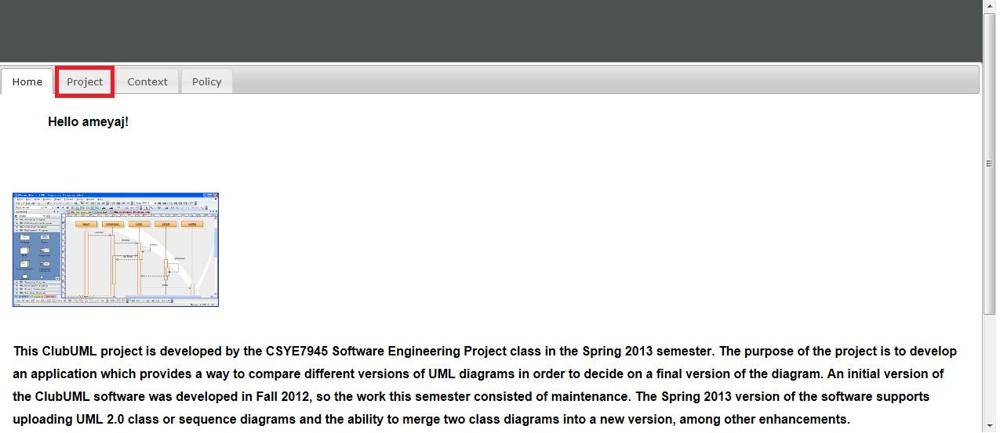 Home Project Context Policy
Hello ameyaj!
This ClubUML project is developed by the CSYE7945 Software Engineering Project class in the Spring 2013 semester. The purpose of the project is to develop
an application which provides a way to compare different versions of UML diagrams in order to decide on a final version of the diagram. An initial version of
the ClubUML software was developed in Fall 2012, so the work this semester consisted of maintenance. The Spring 2013 version of the software supports
uploading UML 2.0 class or sequence diagrams and the ability to merge two class diagrams into a new version, among other enhancements.